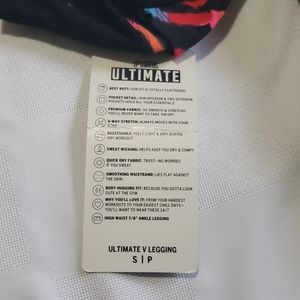 ULTIMATE
BEST BUTT: OUR FIT IS TOTALLY FLATTERING
POCKET DETAIL: OUR INTERIOR & TWO EXTERIOR
POCKETS HOLD ALL YOUR ESSENTIALS
PREMIUM FABRIC: SO SMOOTH & STRETCHY,
YOU'LL NEVER WANT TO TAKE 'EM OFF
4-WAY STRETCH: ALWAYS MOVES WITH YOUR
BODY
BREATHABLE: FEELS LIGHT & AIRY DURING
ANY WORKOUT
SWEAT WICKING: HELPS KEEP YOU DRY & COMFY
QUICK DRY FABRIC: TRUST–NO WORRIES
IF YOU SWEAT
SMOOTHING WAISTBAND: LIES FLAT AGAINST
THE SKIN
BODY HUGGING FIT: BECAUSE YOU GOTTA LOOK
CUTE AT THE GYM
WHY YOU'LL LOVE IT: FROM YOUR HARDEST
WORKOUTS TO YOUR EASIEST CHILL DAYS–
YOU'LL WANT TO WEAR THESE 24/7
HIGH WAIST 7/8" ANKLE LEGGING
ULTIMATE V LEGGING
S | P